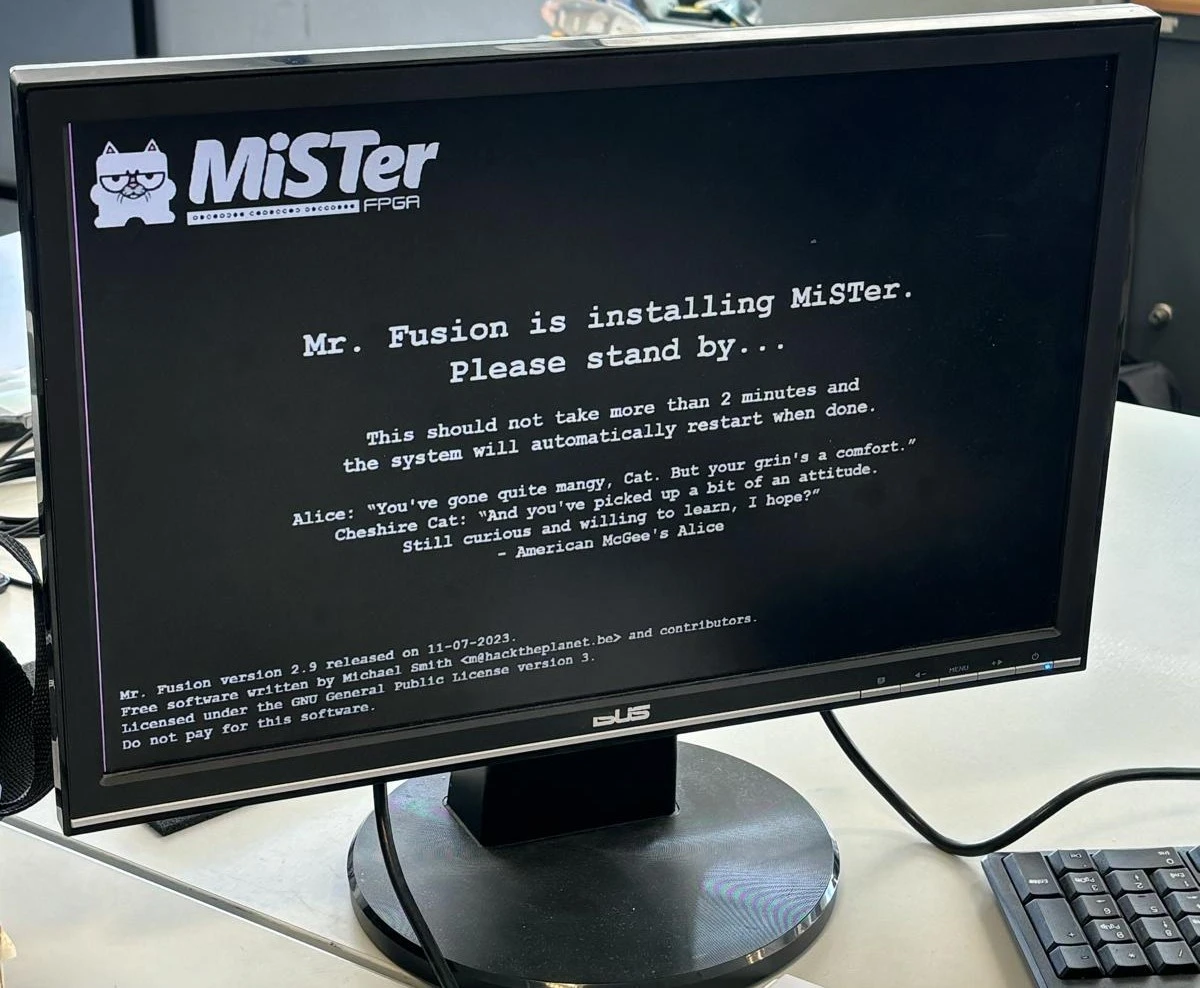 MiSTer
FPGA
Mr. Fusion is installing MiSTer.
Please stand by...
This should not take more than 2 minutes and
the system will automatically restart when done.
Alice: “You've gone quite mangy, Cat. But your grin's a comfort.”
Cheshire Cat: “And you've picked up a bit of an attitude.
Still curious and willing to learn, I hope?”
- American McGee's Alice
Mr. Fusion version 2.9 released on 11-07-2023.
Free software written by Michael Smith <m@hacktheplanet.be> and contributors.
Licensed under the GNU General Public License version 3.
Do not pay for this software.
MENU
ASUS